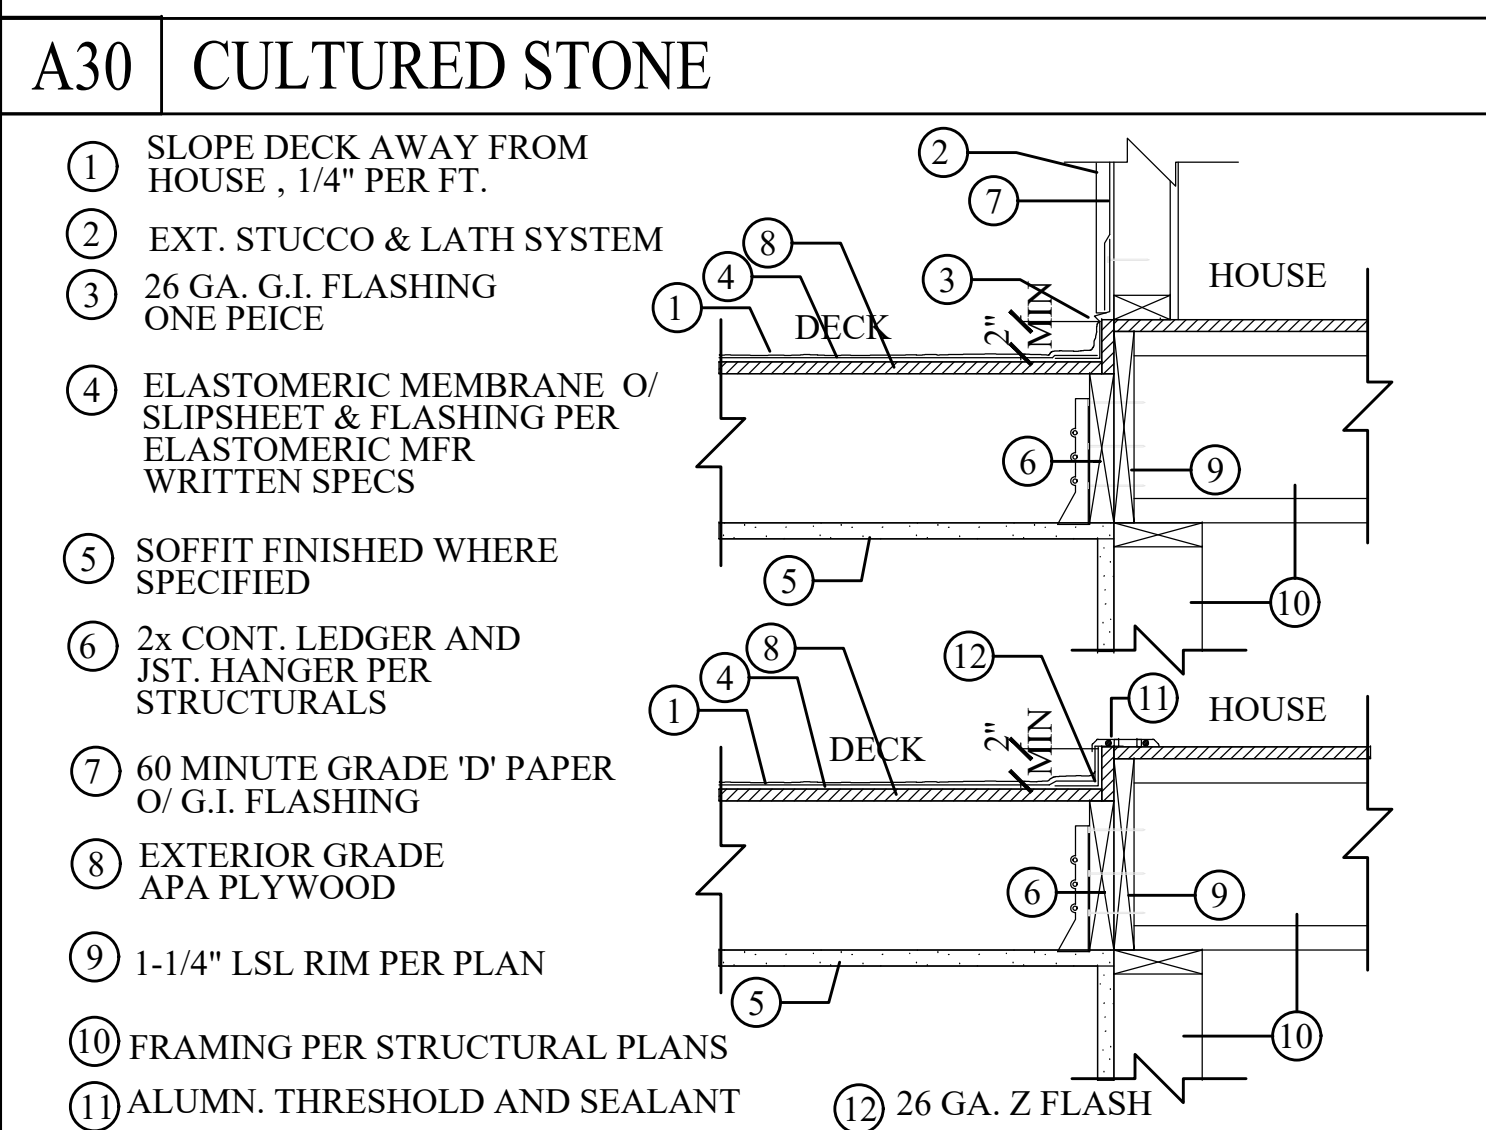 A30 CULTURED STONE
1 SLOPE DECK AWAY FROM
HOUSE , 1/4" PER FT.
2 EXT. STUCCO & LATH SYSTEM
3 26 GA. G.I. FLASHING
ONE PEICE
4 ELASTOMERIC MEMBRANE O/
SLIPSHEET & FLASHING PER
ELASTOMERIC MFR
WRITTEN SPECS
5 SOFFIT FINISHED WHERE
SPECIFIED
6 2x CONT. LEDGER AND
JST. HANGER PER
STRUCTURALS
7 60 MINUTE GRADE 'D' PAPER
O/ G.I. FLASHING
8 EXTERIOR GRADE
APA PLYWOOD
9 1-1/4" LSL RIM PER PLAN
10 FRAMING PER STRUCTURAL PLANS
11 ALUMN. THRESHOLD AND SEALANT
12 26 GA. Z FLASH
2
7
8
4
3
1
DECK
2"
MIN
HOUSE
6
9
5
10
8
12
4
11
1
DECK
2"
MIN
HOUSE
6
9
5
10